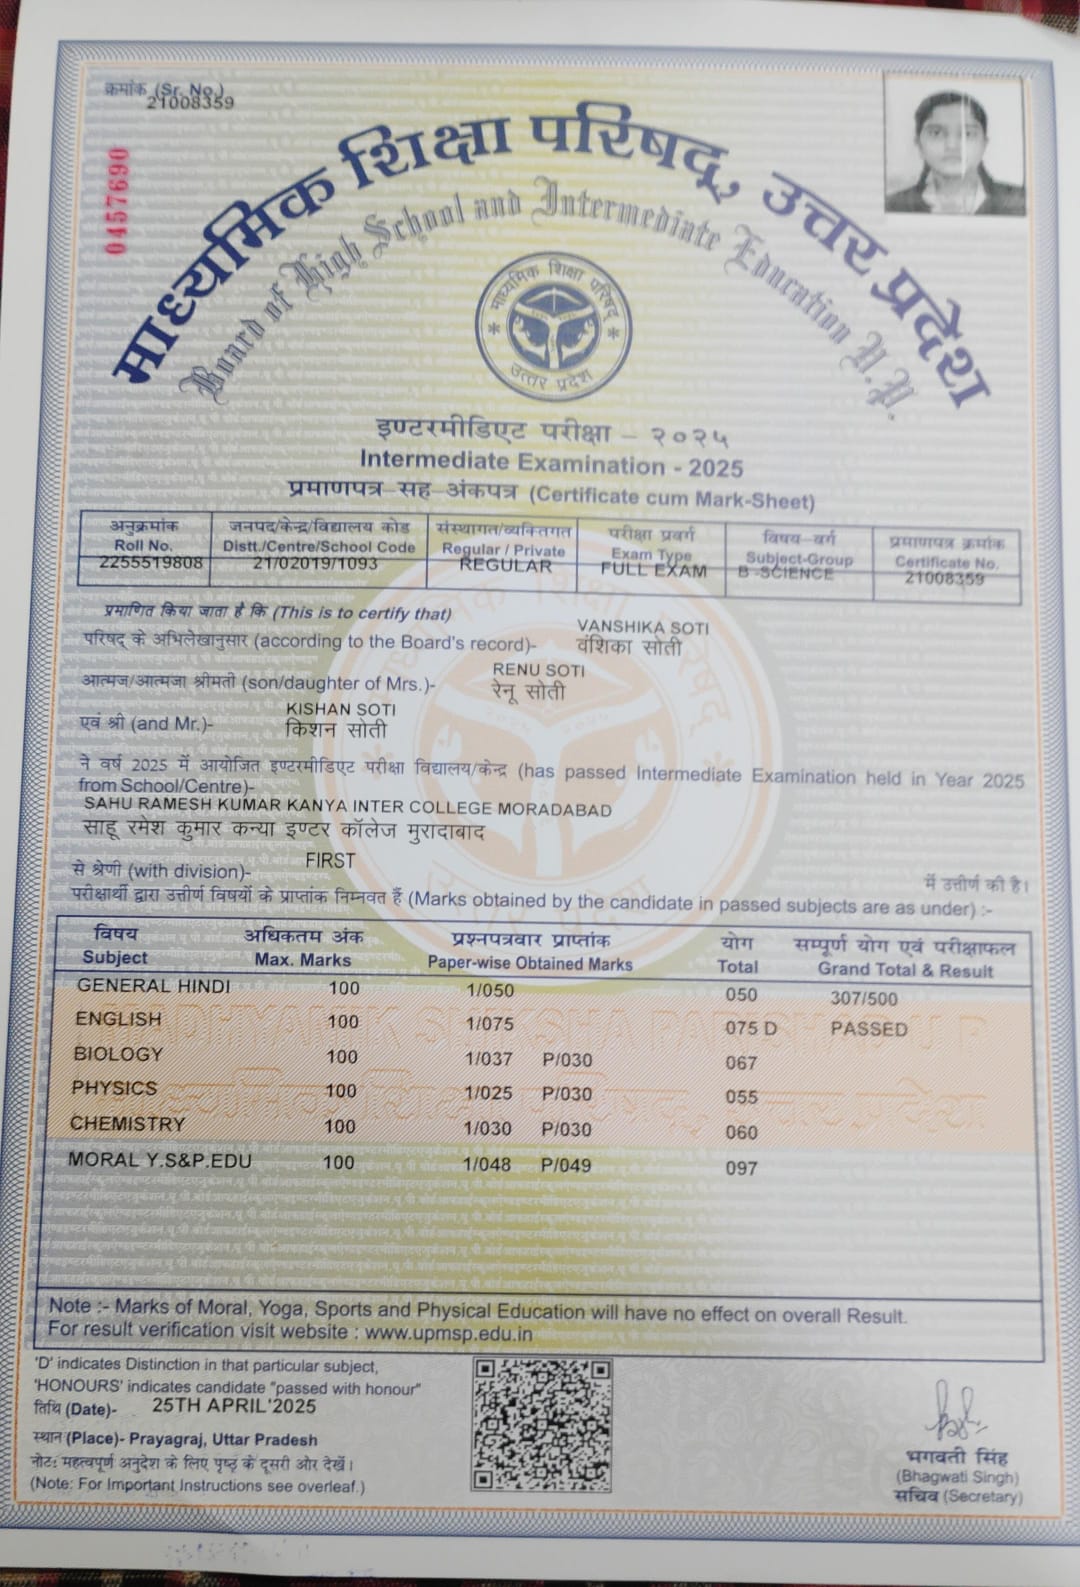 क्रमांक (Sr. No.)
21008359
0457690
माध्यमिक शिक्षा परिषद्, उत्तर प्रदेश
Board of High School and Intermediate Education U.P.
माध्यमिक शिक्षा परिषद्
उत्तर प्रदेश
इण्टरमीडिएट परीक्षा – २०२५
Intermediate Examination - 2025
प्रमाणपत्र सह अंकपत्र (Certificate cum Mark-Sheet)
अनुक्रमांक जनपद/केन्द्र/विद्यालय कोड संस्थागत/व्यक्तिगत परीक्षा प्रवर्ग विषय-वर्ग प्रमाणपत्र क्रमांक
Roll No. Distt./Centre/School Code Regular / Private Exam Type Subject-Group Certificate No.
2255519808 21/02019/1093 REGULAR FULL EXAM B -SCIENCE 21008359
प्रमाणित किया जाता है कि (This is to certify that)
VANSHIKA SOTI
परिषद् के अभिलेखानुसार (according to the Board's record)- वंशिका सोती
RENU SOTI
आत्मज/आत्मजा श्रीमती (son/daughter of Mrs.)- रेनू सोती
KISHAN SOTI
एवं श्री (and Mr.)- किशन सोती
ने वर्ष 2025 में आयोजित इण्टरमीडिएट परीक्षा विद्यालय/केन्द्र (has passed Intermediate Examination held in Year 2025
from School/Centre)-
SAHU RAMESH KUMAR KANYA INTER COLLEGE MORADABAD
साहू रमेश कुमार कन्या इण्टर कॉलेज मुरादाबाद
से श्रेणी (with division)- FIRST में उत्तीर्ण की है।
परीक्षार्थी द्वारा उत्तीर्ण विषयों के प्राप्तांक निम्नवत हैं (Marks obtained by the candidate in passed subjects are as under) :-
विषय अधिकतम अंक प्रश्नपत्रवार प्राप्तांक योग सम्पूर्ण योग एवं परीक्षाफल
Subject Max. Marks Paper-wise Obtained Marks Total Grand Total & Result
GENERAL HINDI 100 1/050 050 307/500
ENGLISH 100 1/075 075 D PASSED
BIOLOGY 100 1/037 P/030 067
PHYSICS 100 1/025 P/030 055
CHEMISTRY 100 1/030 P/030 060
MORAL Y.S&P.EDU 100 1/048 P/049 097
Note :- Marks of Moral, Yoga, Sports and Physical Education will have no effect on overall Result.
For result verification visit website : www.upmsp.edu.in
'D' indicates Distinction in that particular subject,
'HONOURS' indicates candidate "passed with honour"
तिथि (Date)- 25TH APRIL'2025
स्थान (Place)- Prayagraj, Uttar Pradesh
नोट: महत्वपूर्ण अनुदेश के लिए पृष्ठ के दूसरी ओर देखें।
(Note: For Important Instructions see overleaf.)
भगवती सिंह
(Bhagwati Singh)
सचिव (Secretary)